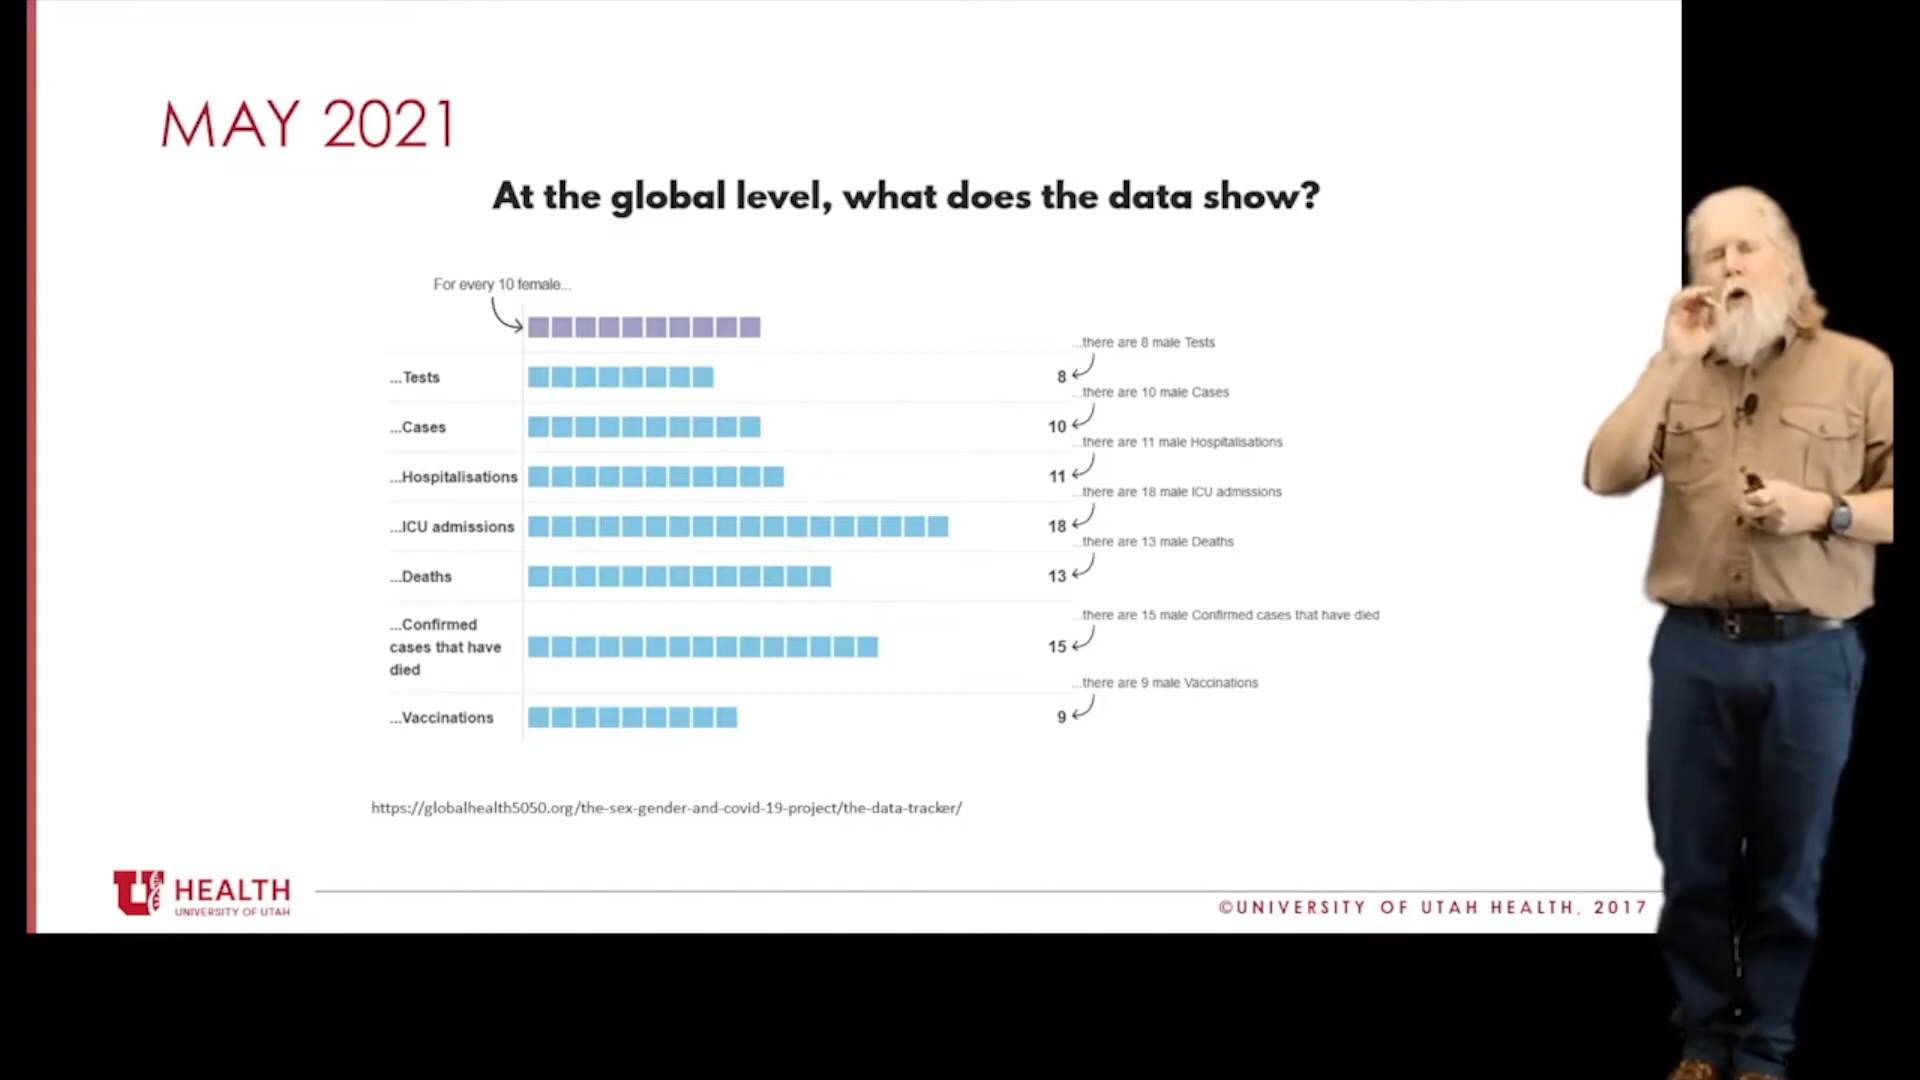 MAY 2021
At the global level, what does the data show?
For every 10 female...
...there are 8 male Tests
...Tests
8
...there are 10 male Cases
...Cases
10
...there are 11 male Hospitalisations
...Hospitalisations
11
...there are 18 male ICU admissions
...ICU admissions
18
...there are 13 male Deaths
...Deaths
13
...there are 15 male Confirmed cases that have died
...Confirmed
cases that have
died
15
...there are 9 male Vaccinations
...Vaccinations
9
https://globalhealth5050.org/the-sex-gender-and-covid-19-project/the-data-tracker/
U HEALTH
UNIVERSITY OF UTAH
©UNIVERSITY OF UTAH HEALTH, 2017